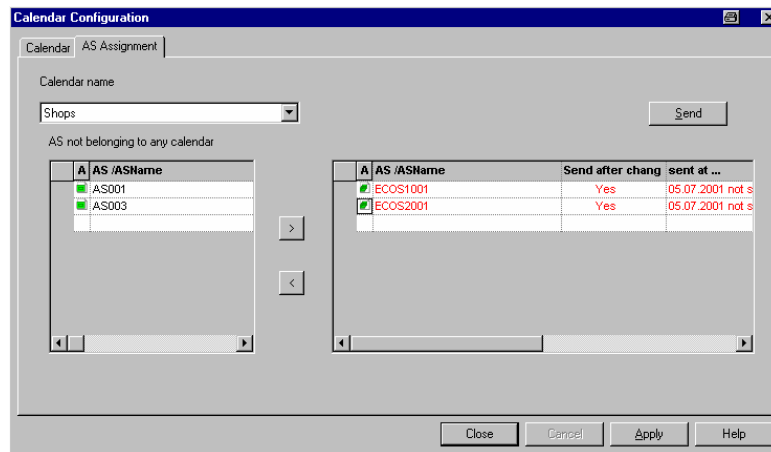 Calendar Configuration
Calendar AS Assignment
Calendar name
Shops
Send
AS not belonging to any calendar
A AS /ASName
AS001
AS003
>
<
A AS /ASName Send after chang sent at ...
ECOS1001 Yes 05.07.2001 not s
ECOS2001 Yes 05.07.2001 not s
Close Cancel Apply Help